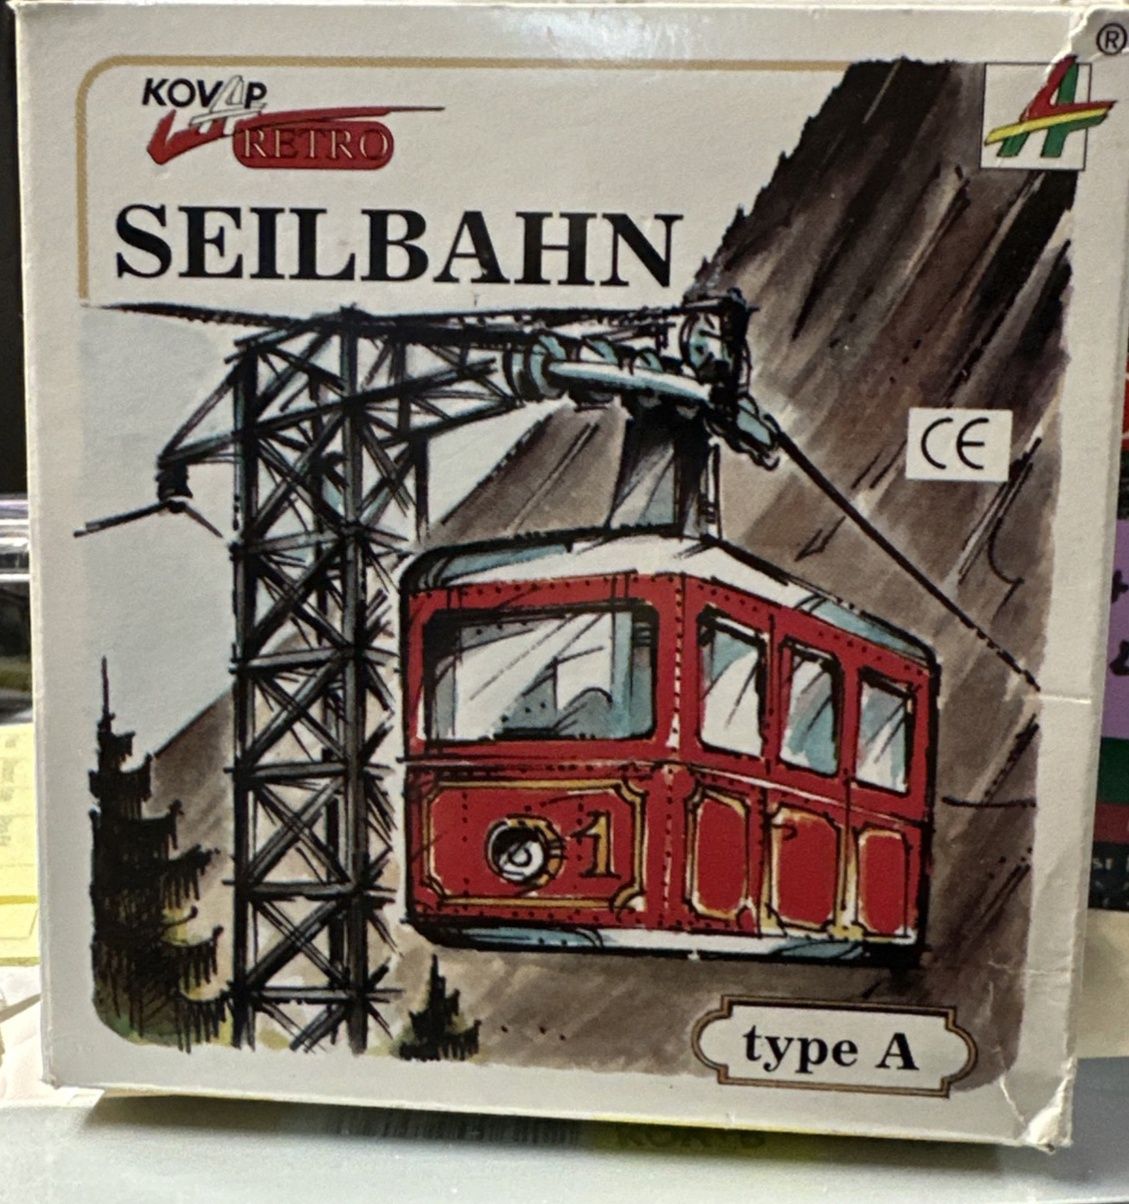 ®
KOVAP
RETRO
SEILBAHN
CE
1
type A